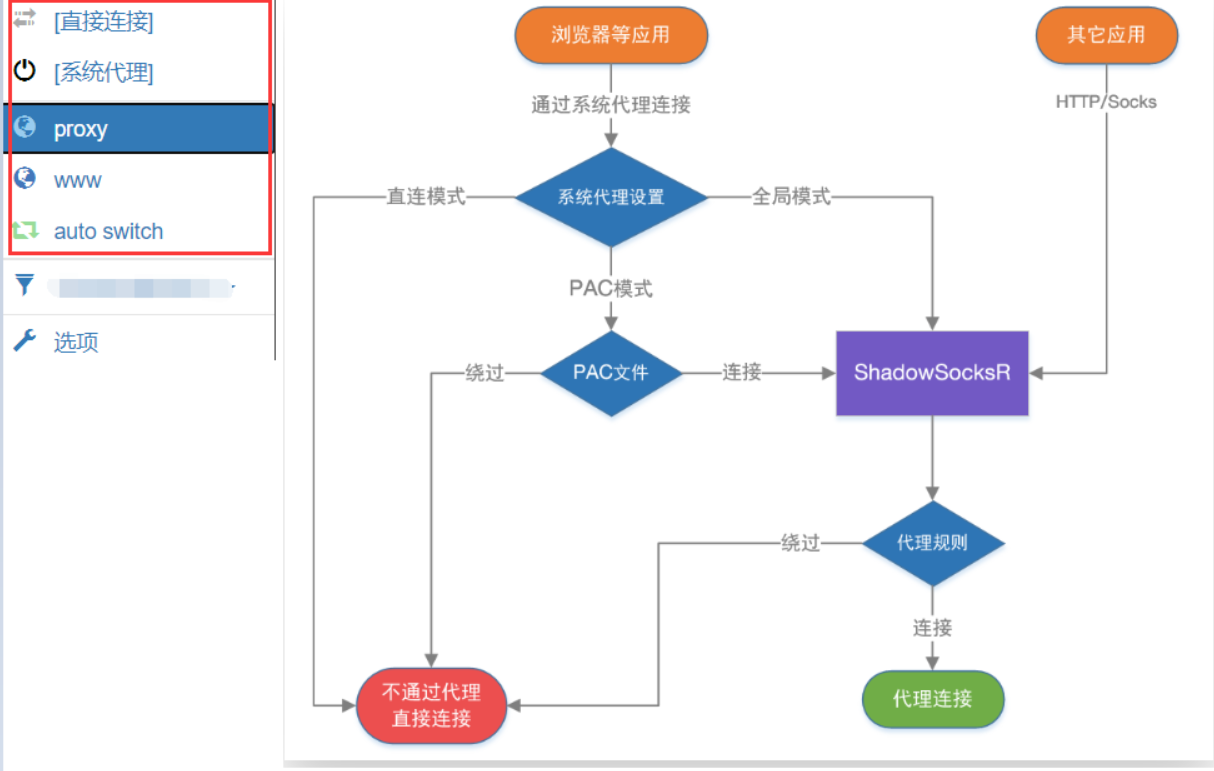 [直接连接]
[系统代理]
proxy
www
auto switch
选项
浏览器等应用
其它应用
通过系统代理连接
HTTP/Socks
直连模式
系统代理设置
全局模式
PAC模式
绕过
PAC文件
连接
ShadowSocksR
绕过
代理规则
连接
不通过代理
直接连接
代理连接